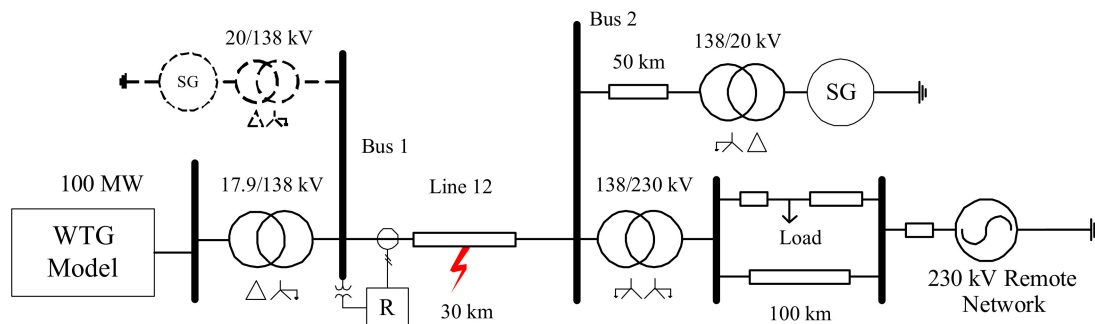 20/138 kV
SG
Bus 1
100 MW
WTG
Model
17.9/138 kV
Line 12
R
30 km
Bus 2
50 km
138/20 kV
SG
138/230 kV
Load
100 km
230 kV Remote
Network